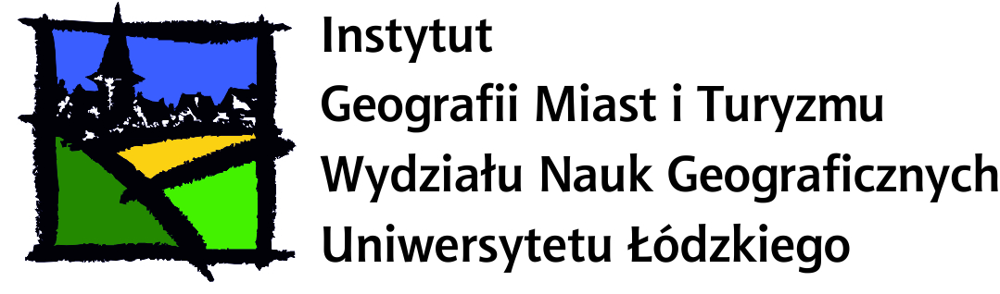 Instytut
Geografii Miast i Turyzmu
Wydziału Nauk Geograficznych
Uniwersytetu Łódzkiego